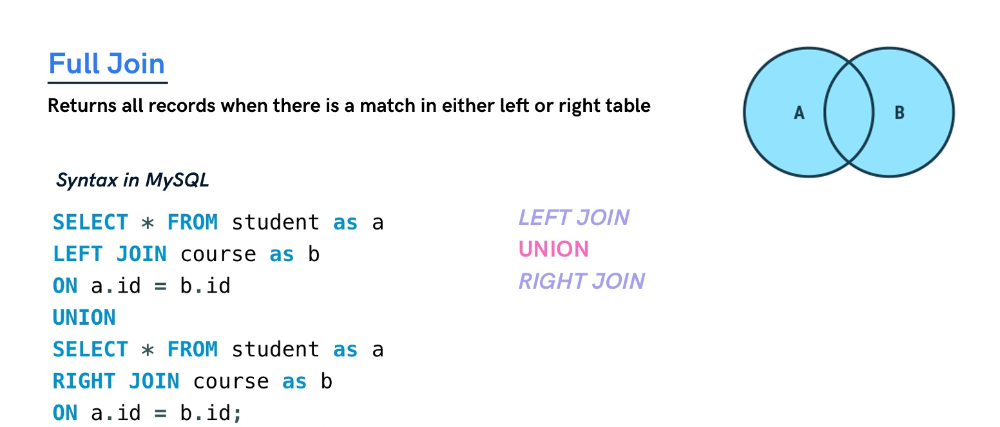 Full Join
Returns all records when there is a match in either left or right table
A
B
Syntax in MySQL
SELECT * FROM student as a
LEFT JOIN course as b
ON a.id = b.id
UNION
SELECT * FROM student as a
RIGHT JOIN course as b
ON a.id = b.id;
LEFT JOIN
UNION
RIGHT JOIN